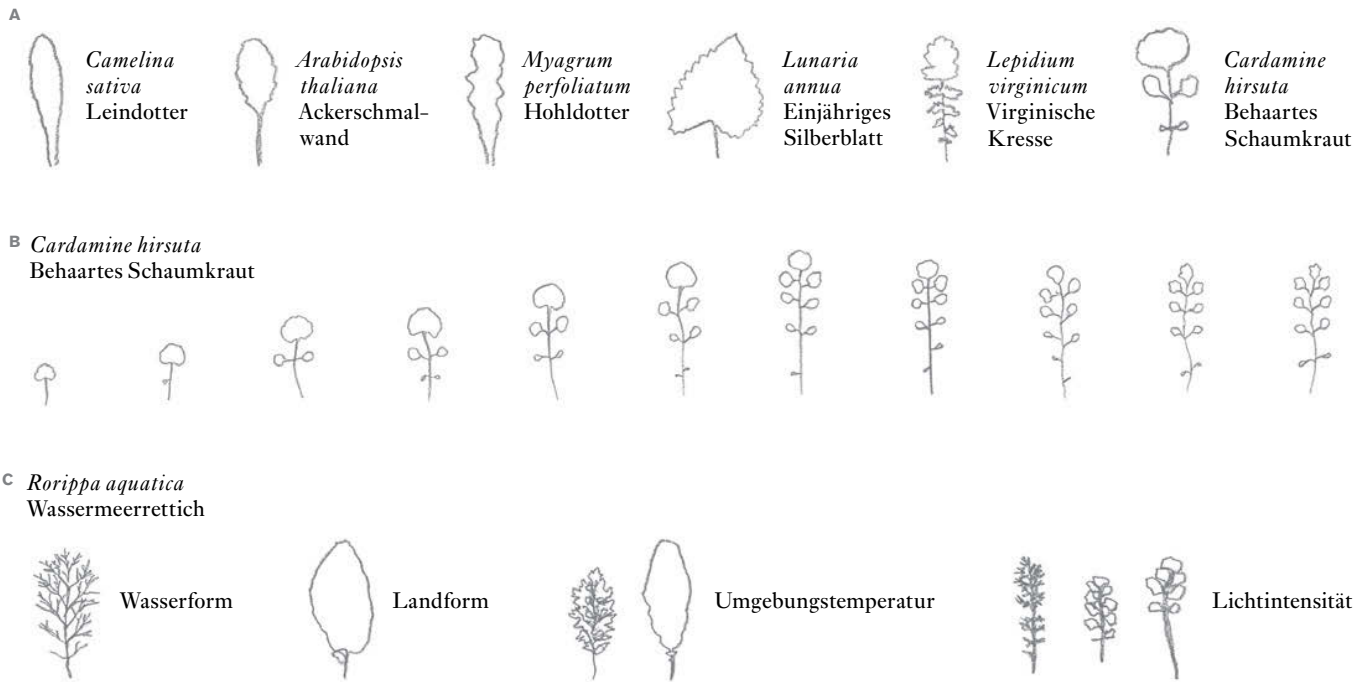 A
Camelina
sativa
Leindotter
Arabidopsis
thaliana
Ackerschmal-
wand
Myagrum
perfoliatum
Hohldotter
Lunaria
annua
Einjähriges
Silberblatt
Lepidium
virginicum
Virginische
Kresse
Cardamine
hirsuta
Behaartes
Schaumkraut
B Cardamine hirsuta
Behaartes Schaumkraut
C Rorippa aquatica
Wassermeerrettich
Wasserform
Landform
Umgebungstemperatur
Lichtintensität